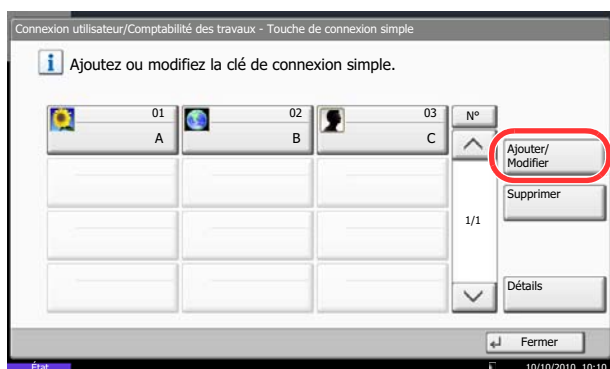 Connexion utilisateur/Comptabilité des travaux - Touche de connexion simple
Ajoutez ou modifiez la clé de connexion simple.
01
A
02
B
03
C
N°
1/1
Ajouter/
Modifier
Supprimer
Détails
Fermer
État
10/10/2010 10:10